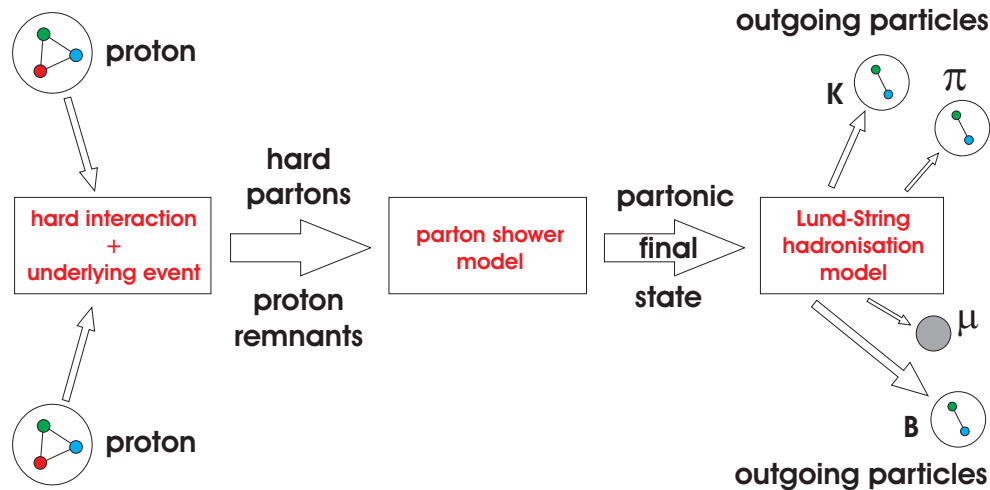 proton
hard interaction
+
underlying event
proton
hard
partons
proton
remnants
parton shower
model
partonic
final
state
Lund-String
hadronisation
model
outgoing particles
K
π
μ
B
outgoing particles